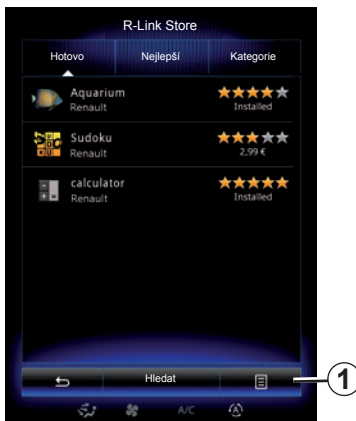 R-Link Store
Hotovo Nejlepší Kategorie
Aquarium
Renault
Installed
Sudoku
Renault
2,99 €
calculator
Renault
Installed
Hledat
1
A/C
A